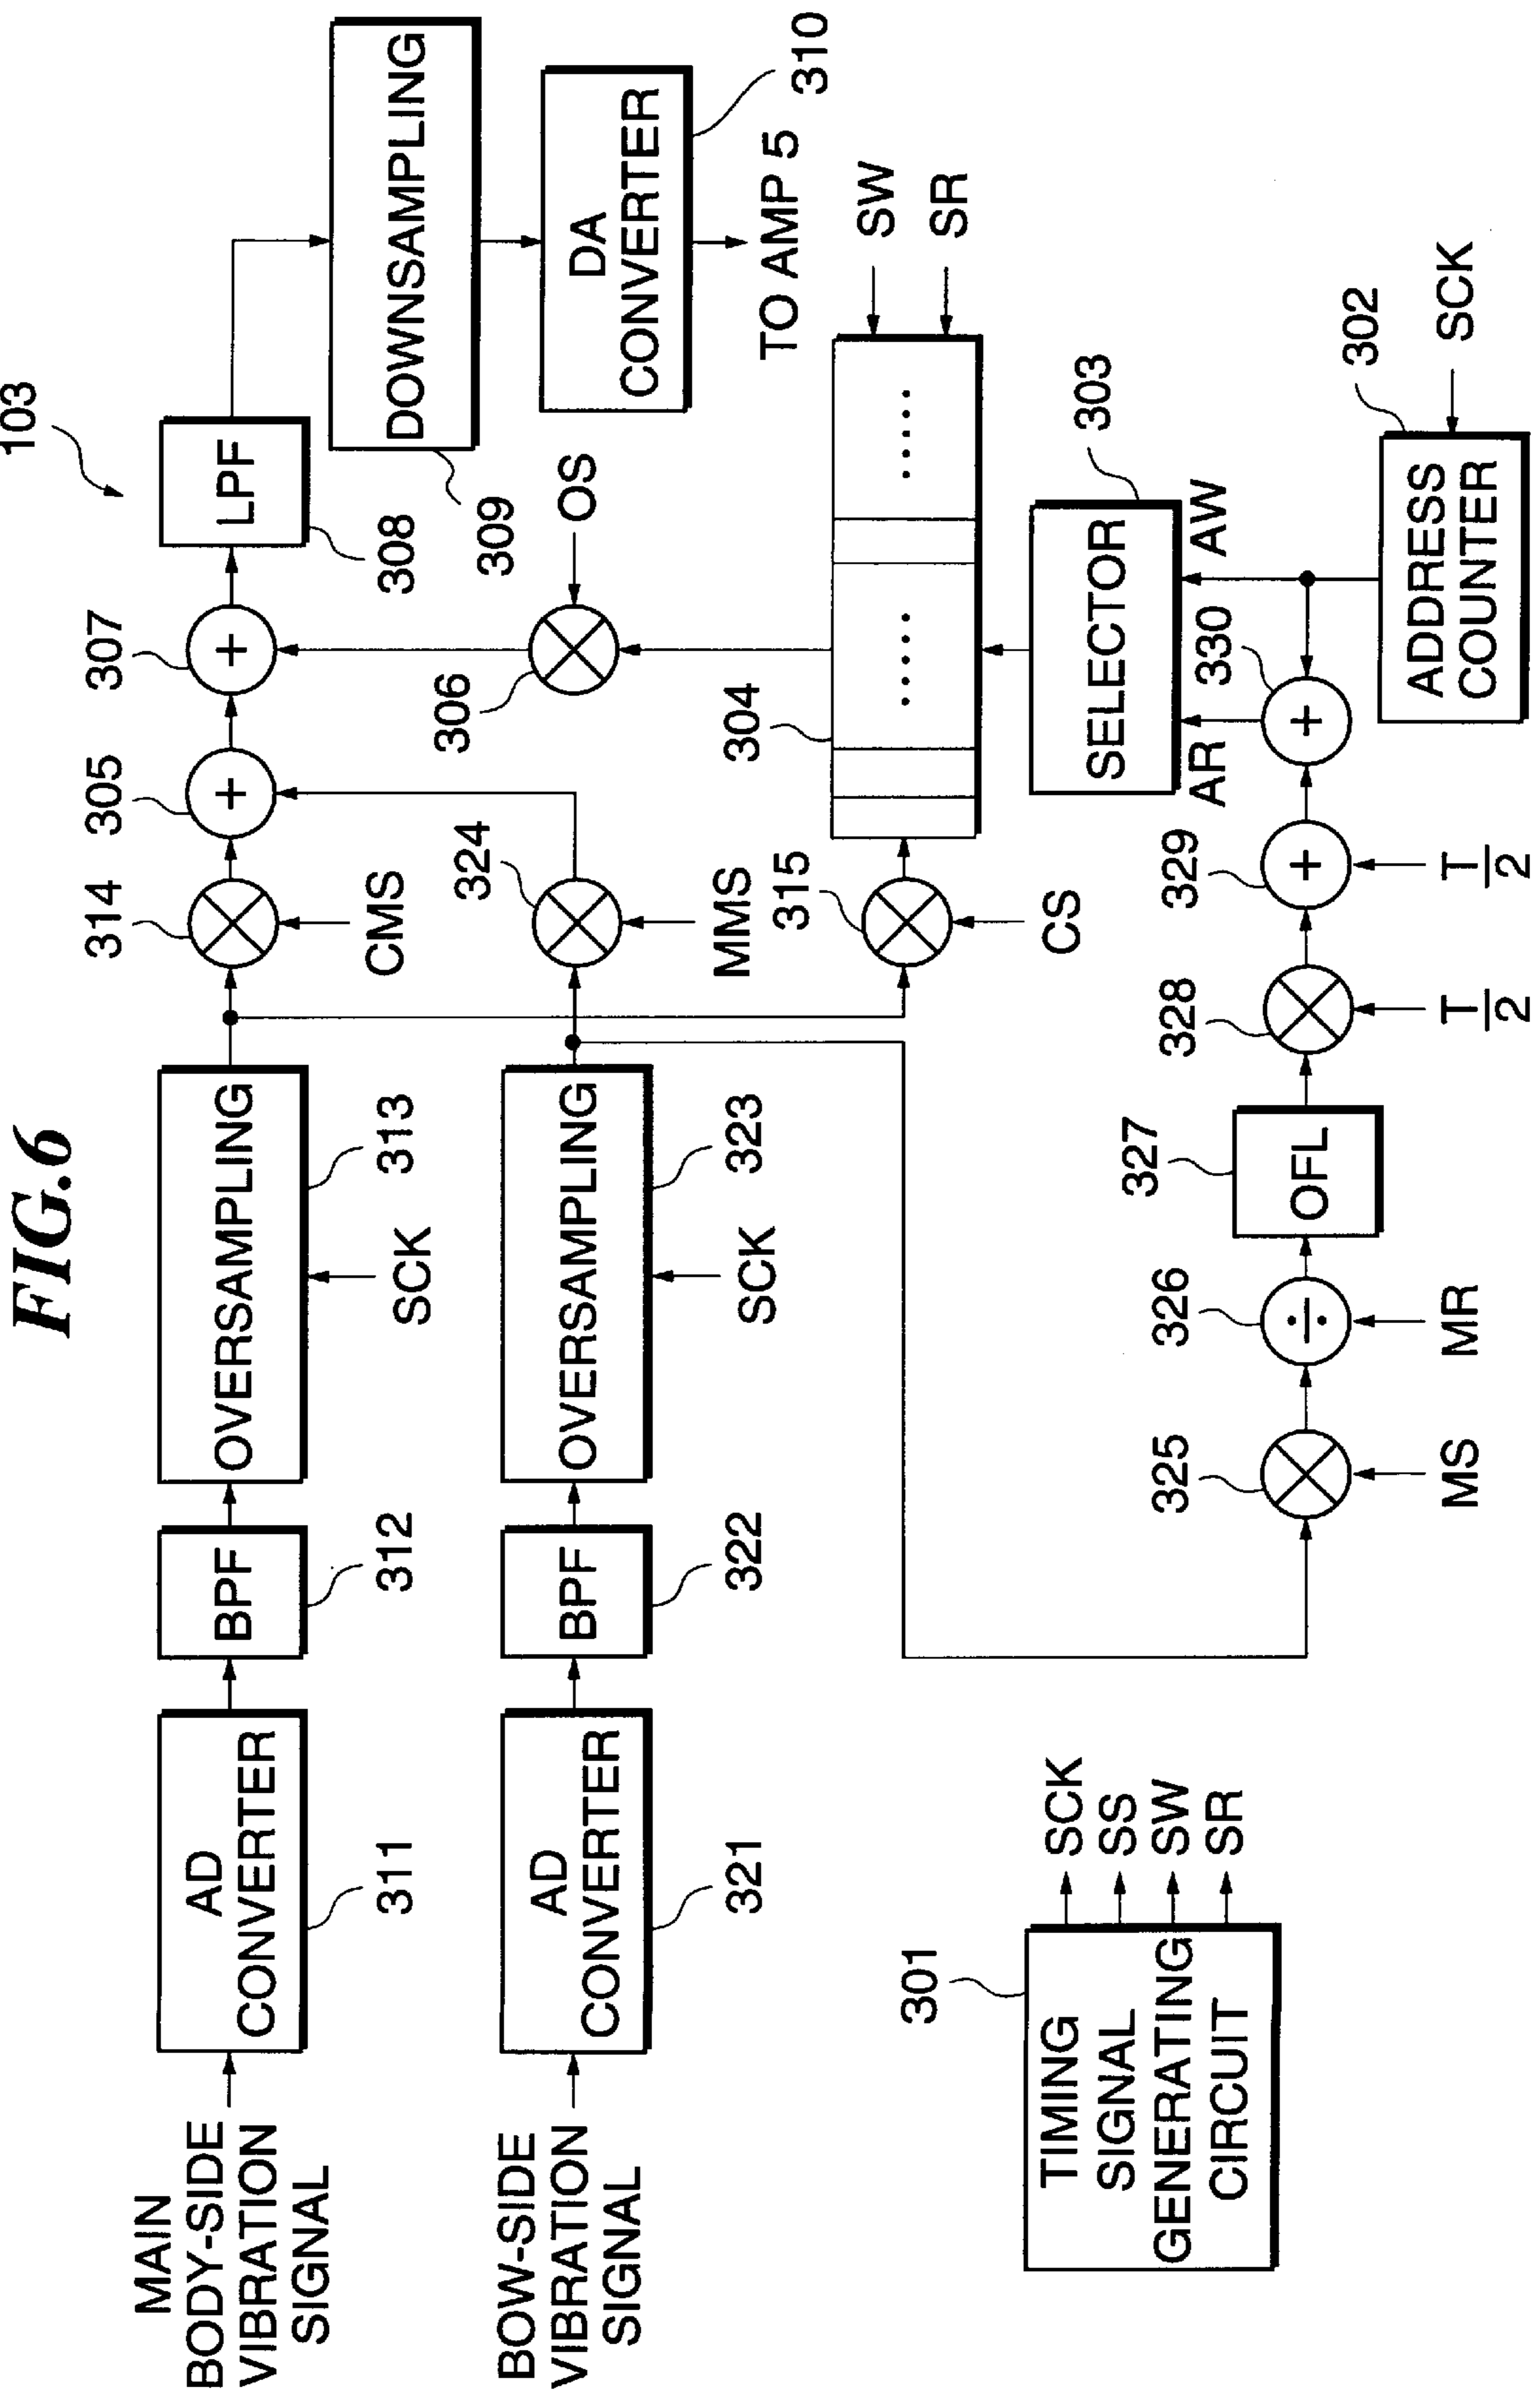 FIG.6
103
MAIN
BODY-SIDE
VIBRATION
SIGNAL
AD
CONVERTER
311
BPF
312
OVERSAMPLING
313
SCK
314
CMS
305
307
LPF
308
DOWNSAMPLING
309
DA
CONVERTER
310
TO AMP 5
BOW-SIDE
VIBRATION
SIGNAL
AD
CONVERTER
321
BPF
322
OVERSAMPLING
323
SCK
324
MMS
306
OS
315
CS
304
SW
SR
SELECTOR
303
AR
AW
ADDRESS
COUNTER
302
SCK
325
MS
326
MR
OFL
327
328
T
2
329
T
2
330
TIMING
SIGNAL
GENERATING
CIRCUIT
301
SCK
SS
SW
SR